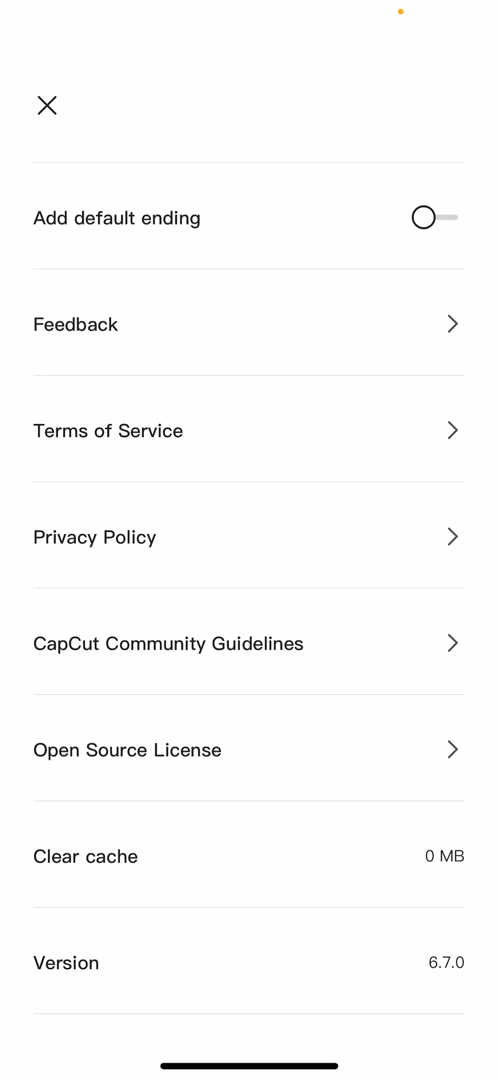 Add default ending
Feedback
Terms of Service
Privacy Policy
CapCut Community Guidelines
Open Source License
Clear cache 0 MB
Version 6.7.0